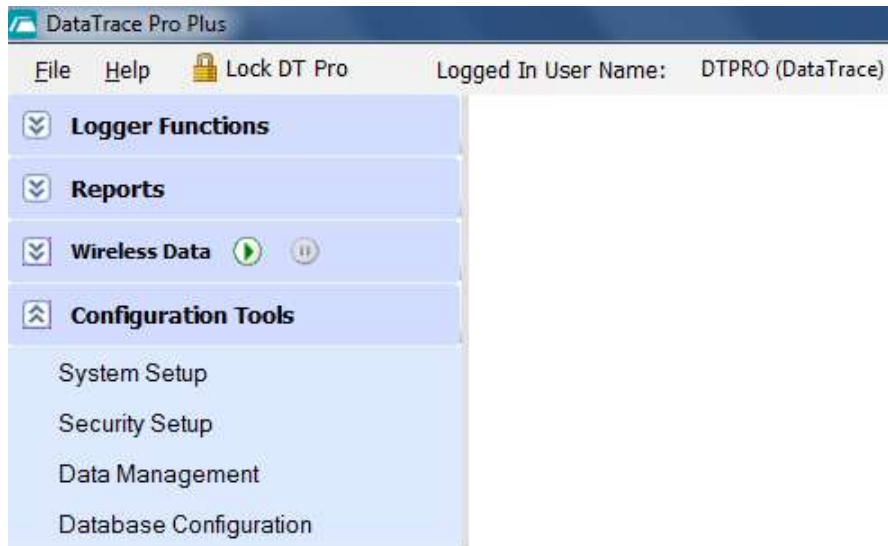 DataTrace Pro Plus
File Help Lock DT Pro Logged In User Name: DTPRO (DataTrace)
Logger Functions
Reports
Wireless Data
Configuration Tools
System Setup
Security Setup
Data Management
Database Configuration